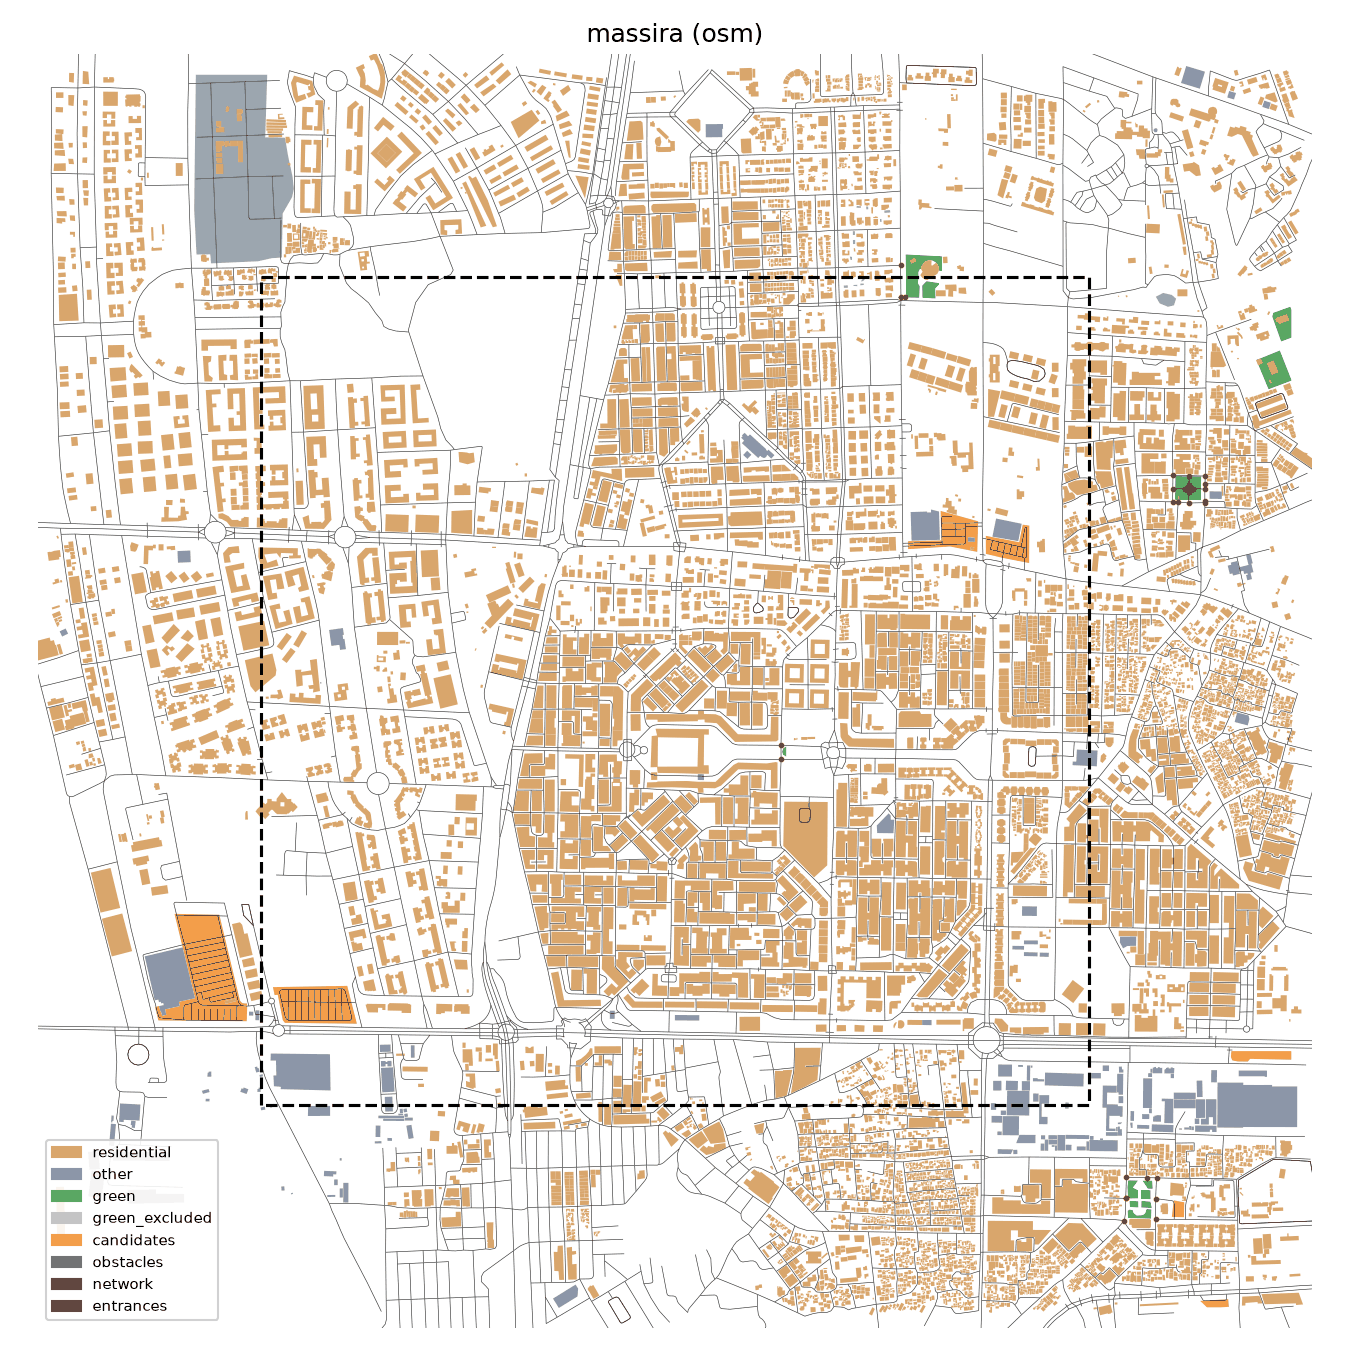 massira (osm)
residential
other
green
green_excluded
candidates
obstacles
network
entrances